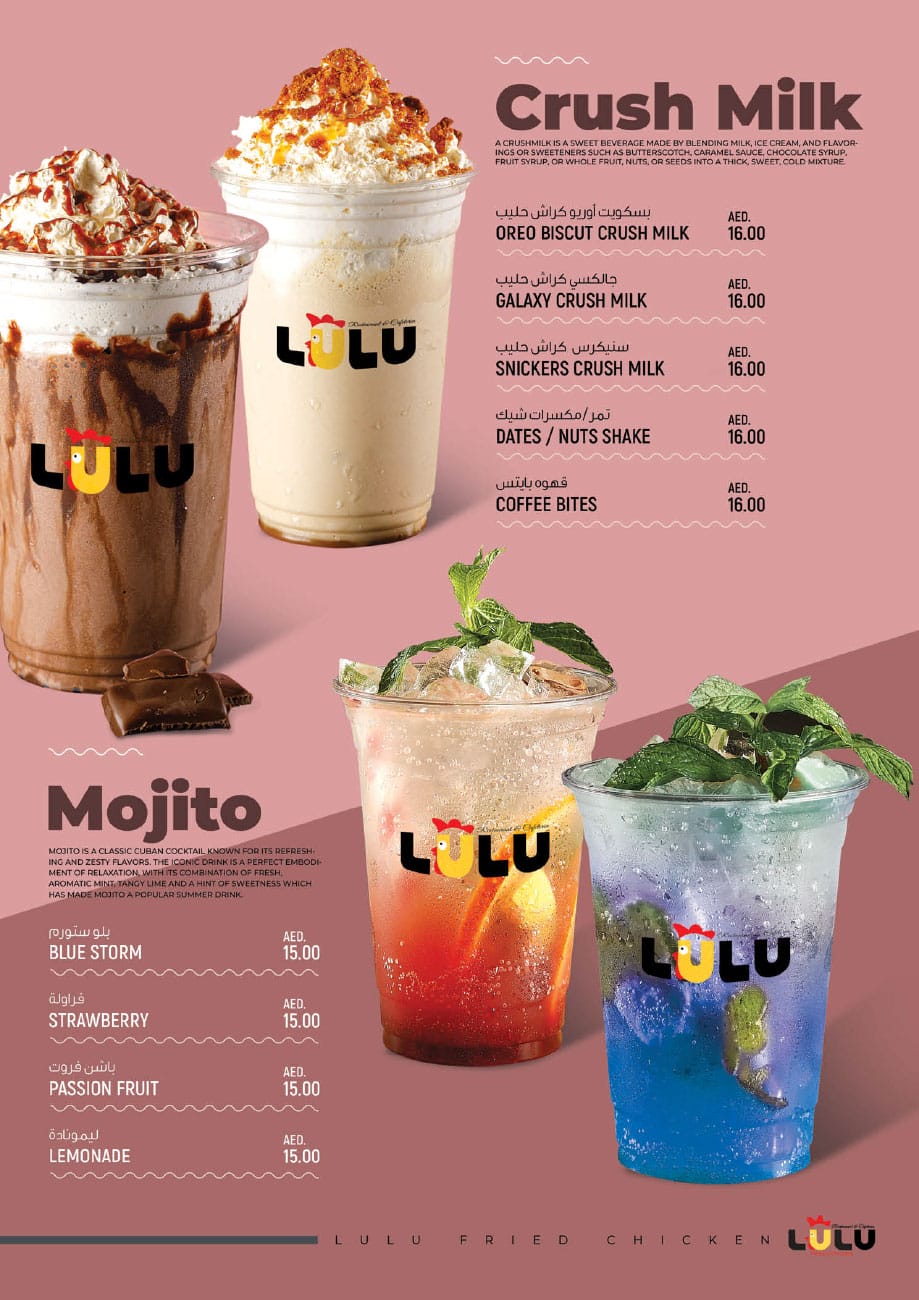 Crush Milk
A CRUSHMILK IS A SWEET BEVERAGE MADE BY BLENDING MILK, ICE CREAM, AND FLAVOR-
INGS OR SWEETENERS SUCH AS BUTTERSCOTCH, CARAMEL SAUCE, CHOCOLATE SYRUP,
FRUIT SYRUP, OR WHOLE FRUIT, NUTS, OR SEEDS INTO A THICK, SWEET, COLD MIXTURE.
بسكويت أوريو كراش حليب
OREO BISCUT CRUSH MILK
AED.
16.00
جالكسي كراش حليب
GALAXY CRUSH MILK
AED.
16.00
سنيكرس كراش حليب
SNICKERS CRUSH MILK
AED.
16.00
تمر/مكسرات شيك
DATES / NUTS SHAKE
AED.
16.00
قهوه بايتس
COFFEE BITES
AED.
16.00
Restaurant & Cafeteria
LULU
LULU
Mojito
MOJITO IS A CLASSIC CUBAN COCKTAIL KNOWN FOR ITS REFRESH-
ING AND ZESTY FLAVORS. THE ICONIC DRINK IS A PERFECT EMBODI-
MENT OF RELAXATION, WITH ITS COMBINATION OF FRESH,
AROMATIC MINT, TANGY LIME AND A HINT OF SWEETNESS WHICH
HAS MADE MOJITO A POPULAR SUMMER DRINK.
بلو ستورم
BLUE STORM
AED.
15.00
فراولة
STRAWBERRY
AED.
15.00
باشن فروت
PASSION FRUIT
AED.
15.00
ليمونادة
LEMONADE
AED.
15.00
Restaurant & Cafeteria
LULU
LULU
LULU FRIED CHICKEN
Restaurant & Cafeteria
LULU